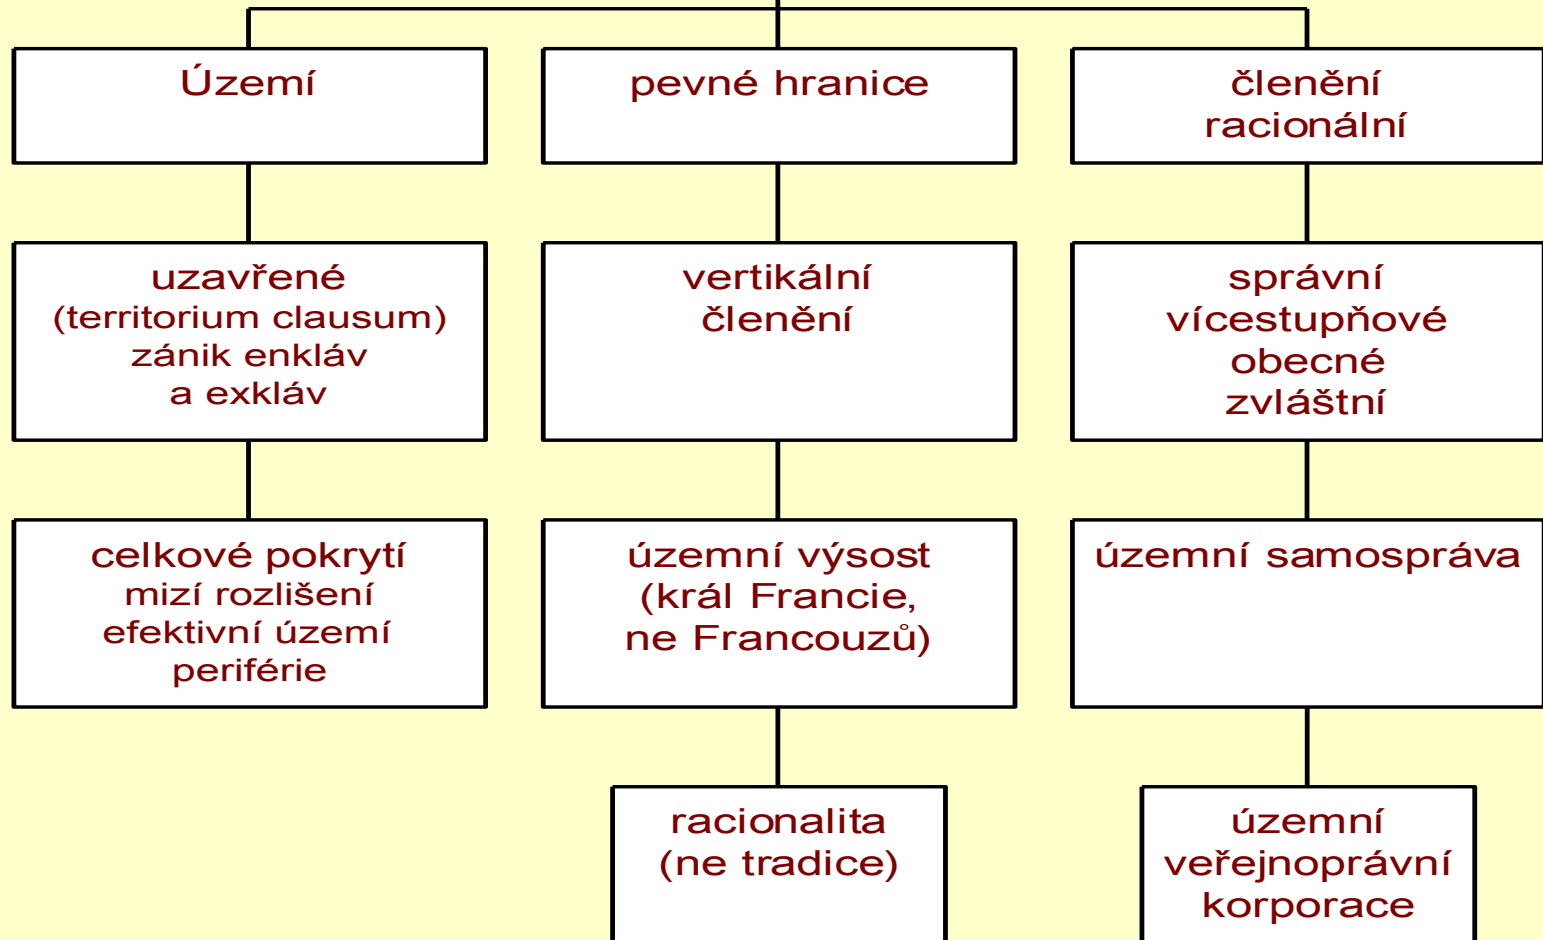 Území
pevné hranice
členění
racionální
uzavřené
(territorium clausum)
zánik enkláv
a exkláv
vertikální
členění
správní
vícestupňové
obecné
zvláštní
celkové pokrytí
mizí rozlišení
efektivní území
periférie
územní výsost
(král Francie,
ne Francouzů)
územní samospráva
racionalita
(ne tradice)
územní
veřejnoprávní
korporace